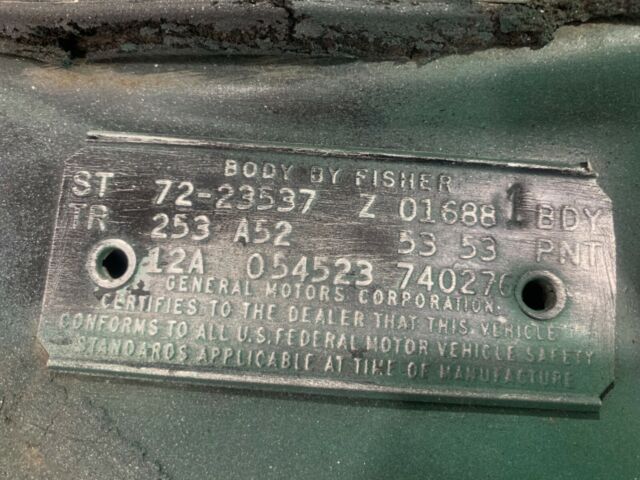 BODY BY FISHER
ST 72-23537 Z 016881 BDY
TR 253 A52 53 53 PNT
12A 054523 740276
GENERAL MOTORS CORPORATION
CERTIFIES TO THE DEALER THAT THIS VEHICLE
CONFORMS TO ALL U.S. FEDERAL MOTOR VEHICLE SAFETY
STANDARDS APPLICABLE AT TIME OF MANUFACTURE